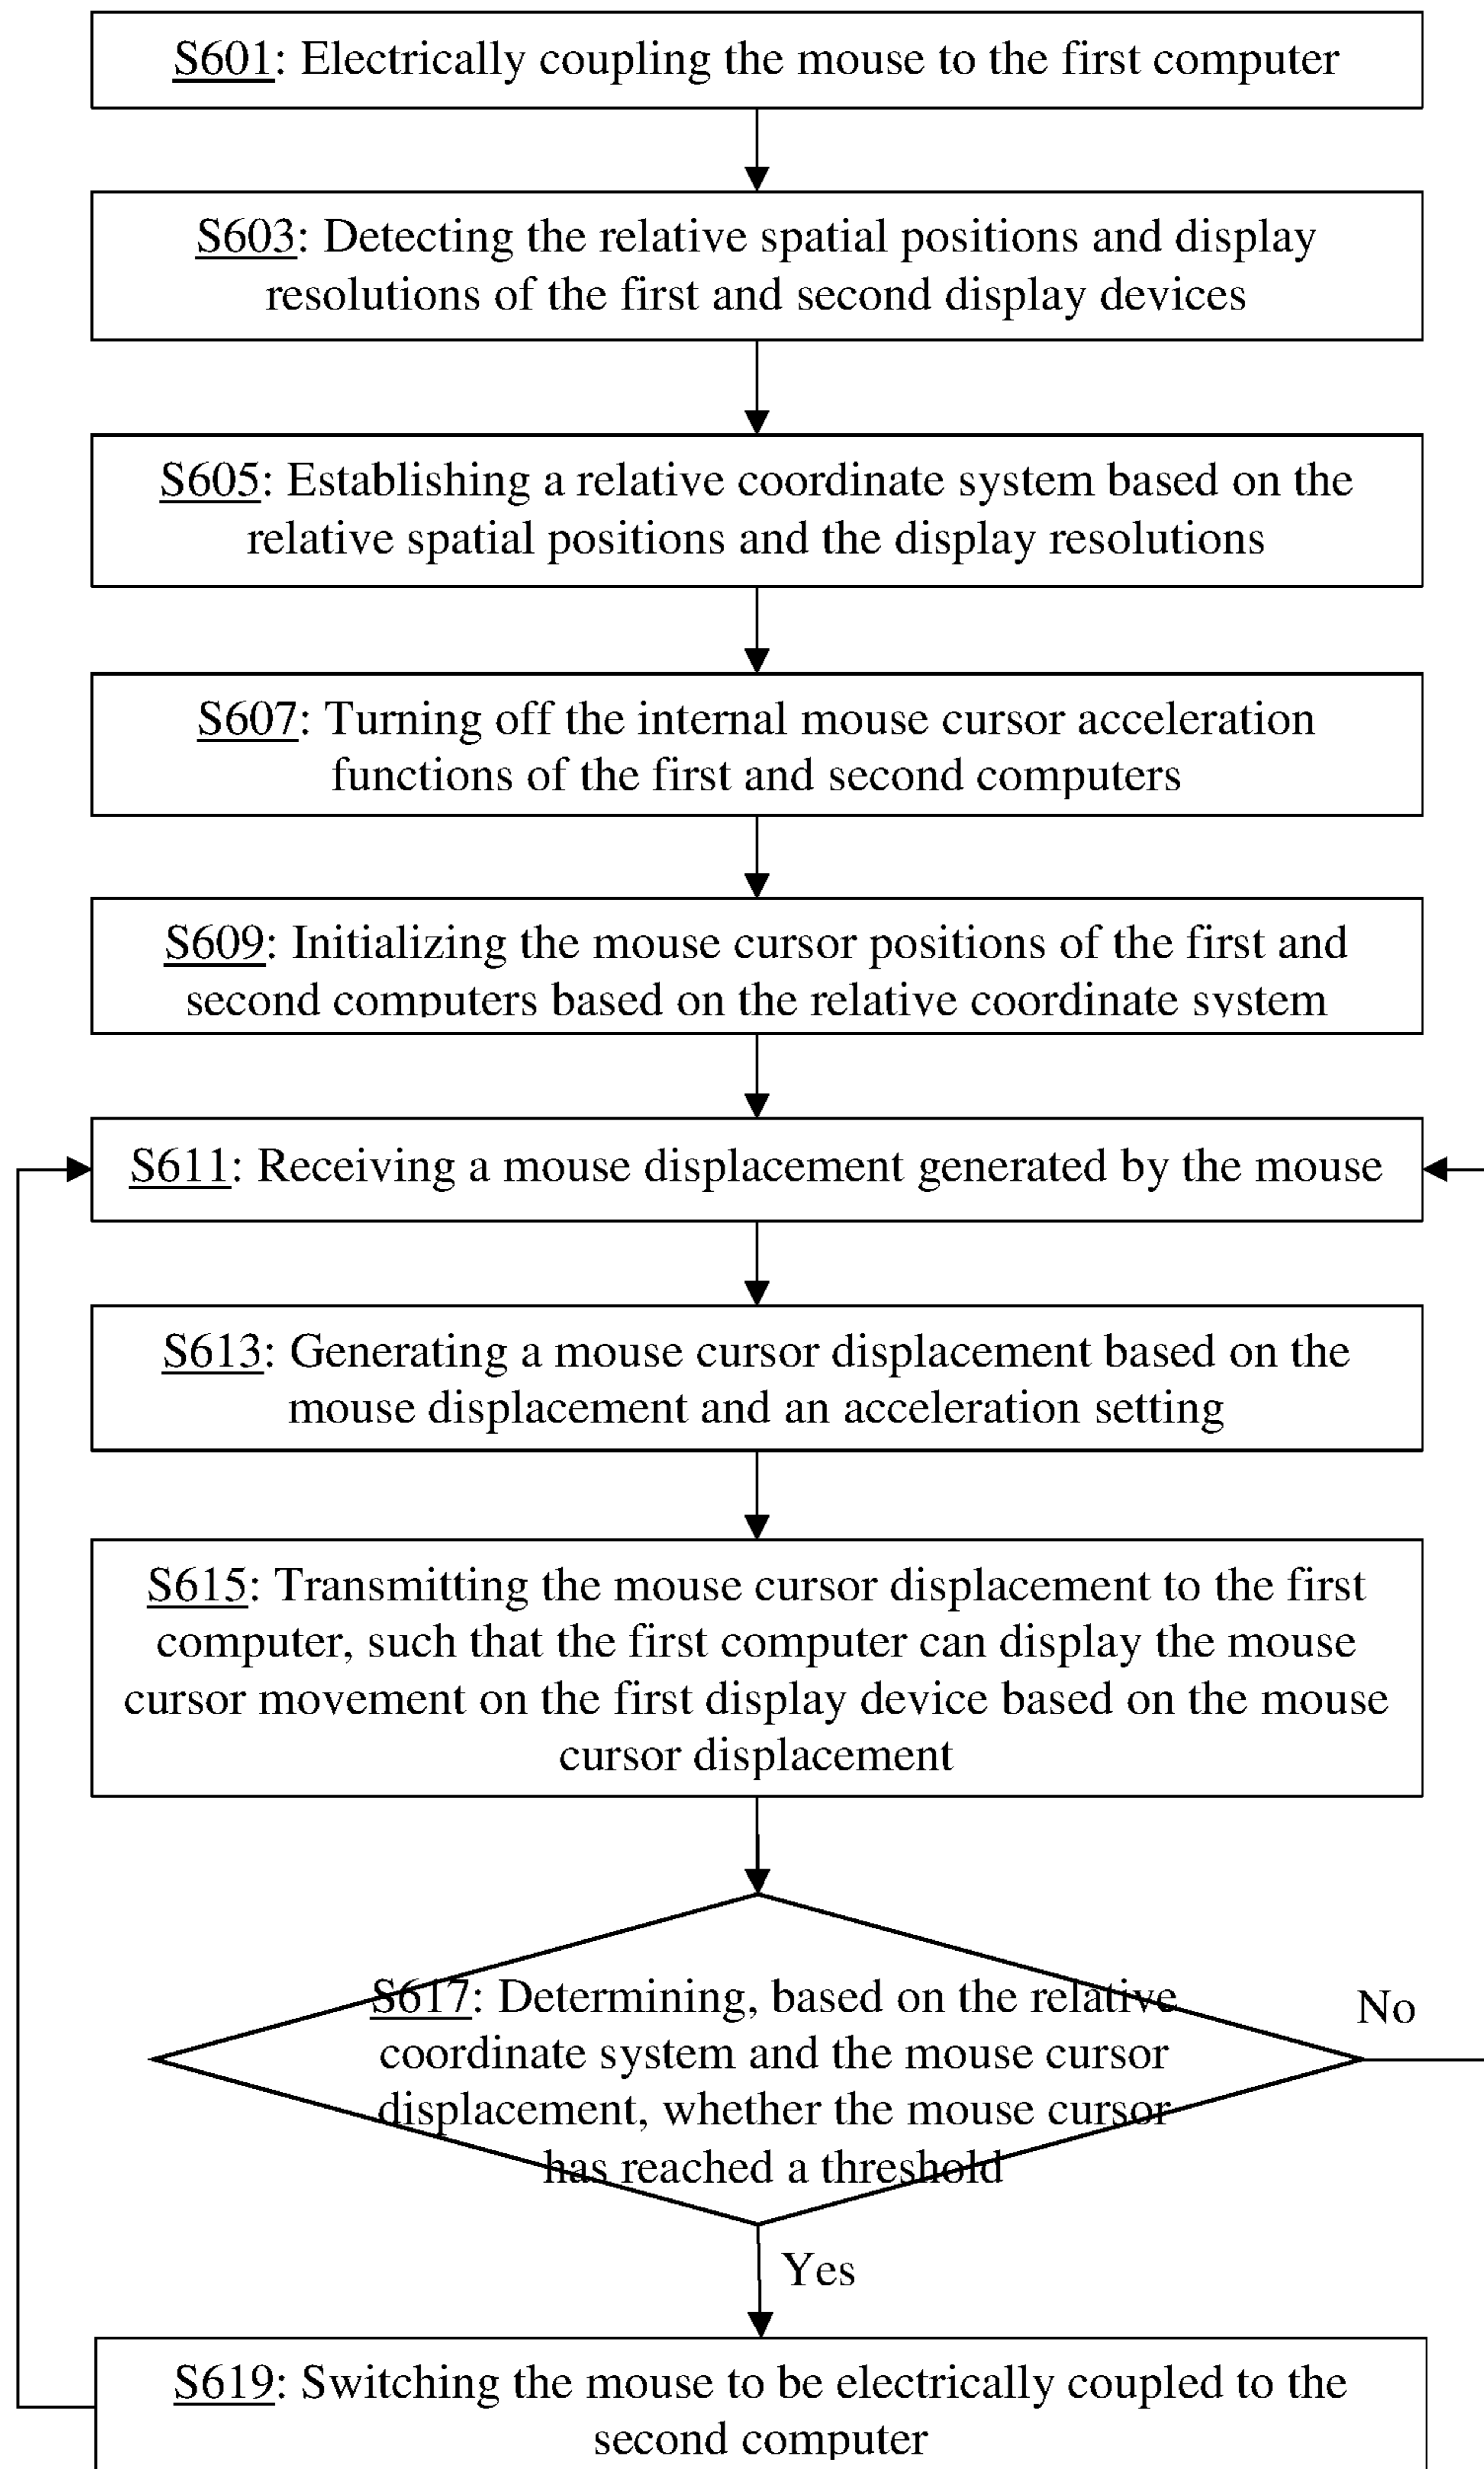 S601: Electrically coupling the mouse to the first computer
S603: Detecting the relative spatial positions and display
resolutions of the first and second display devices
S605: Establishing a relative coordinate system based on the
relative spatial positions and the display resolutions
S607: Turning off the internal mouse cursor acceleration
functions of the first and second computers
S609: Initializing the mouse cursor positions of the first and
second computers based on the relative coordinate system
S611: Receiving a mouse displacement generated by the mouse
S613: Generating a mouse cursor displacement based on the
mouse displacement and an acceleration setting
S615: Transmitting the mouse cursor displacement to the first
computer, such that the first computer can display the mouse
cursor movement on the first display device based on the mouse
cursor displacement
S617: Determining, based on the relative
coordinate system and the mouse cursor
displacement, whether the mouse cursor
has reached a threshold
No
Yes
S619: Switching the mouse to be electrically coupled to the
second computer